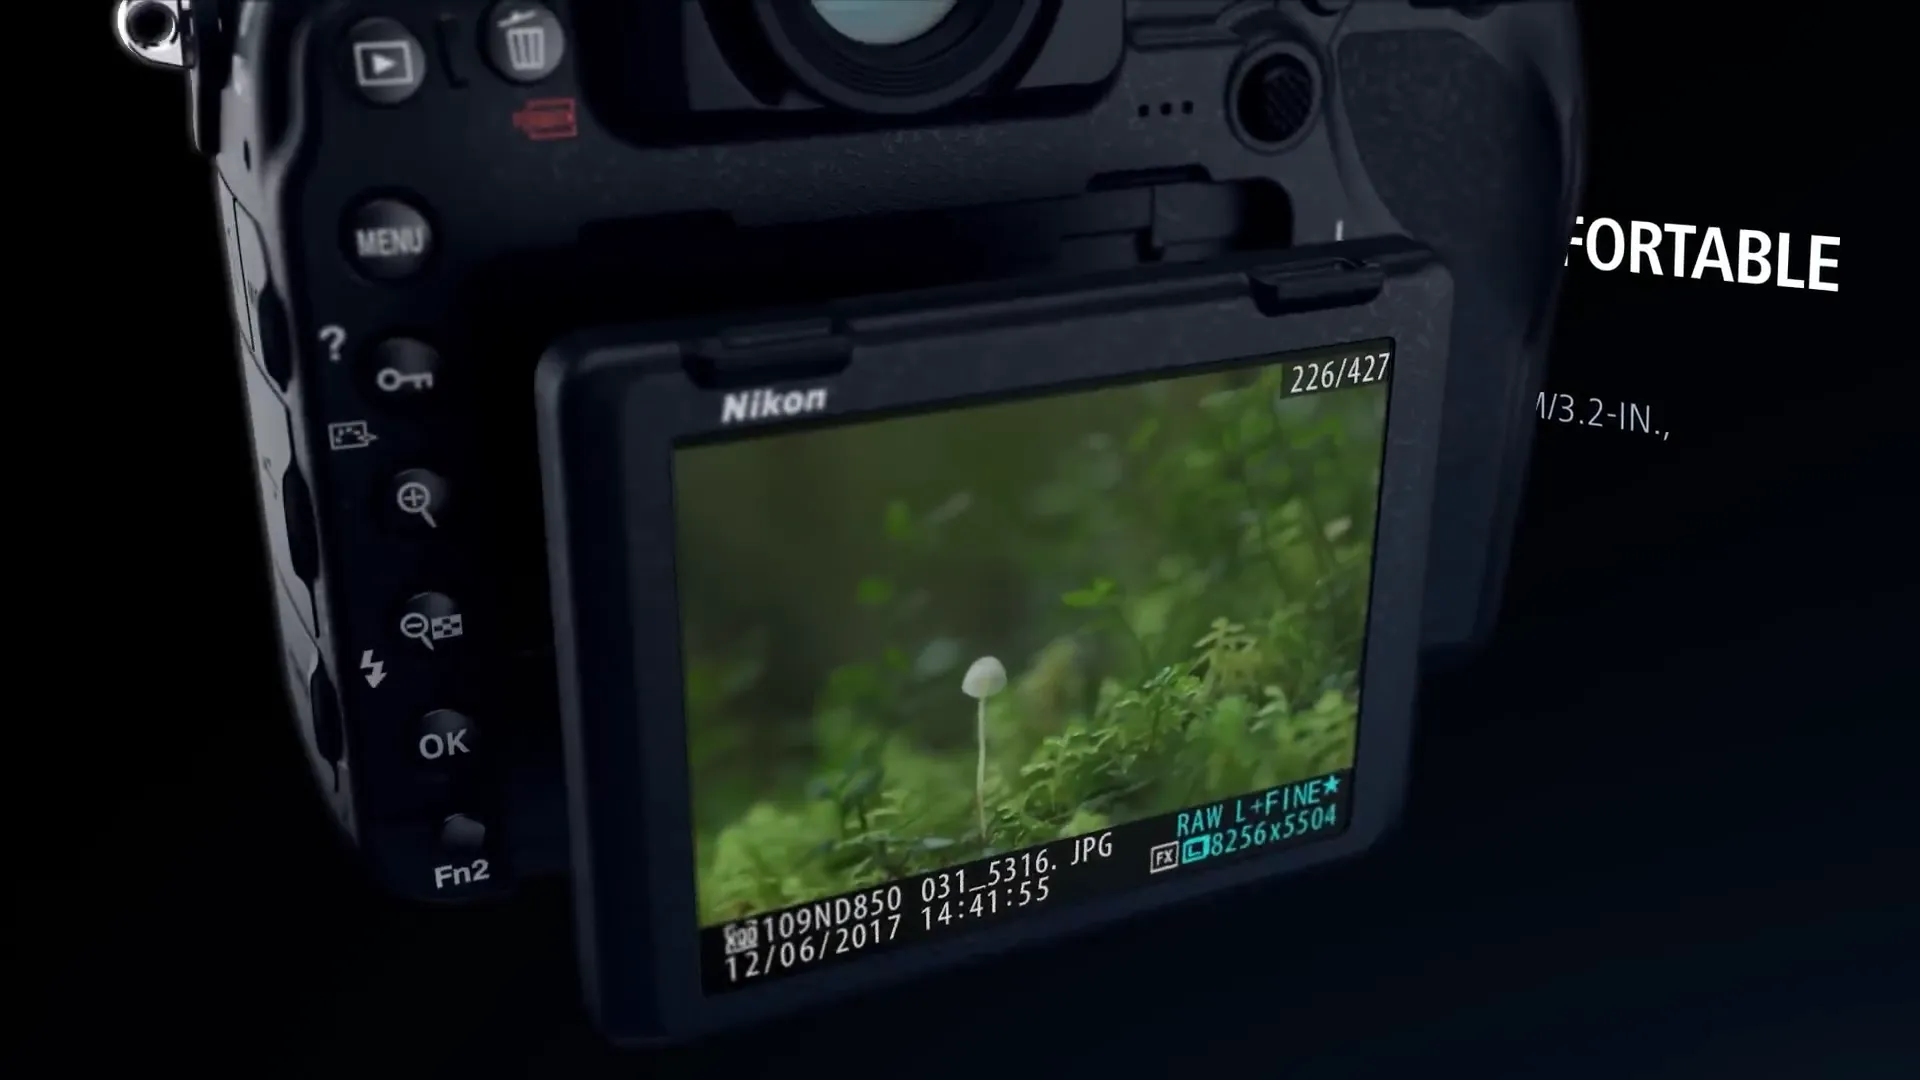 MENU
?
OK
Fn2
Nikon
226/427
RAW L+FINE★
FX L 8256x5504
109ND850 031_5316. JPG
12/06/2017 14:41:55
FORTABLE
M/3.2-IN.,